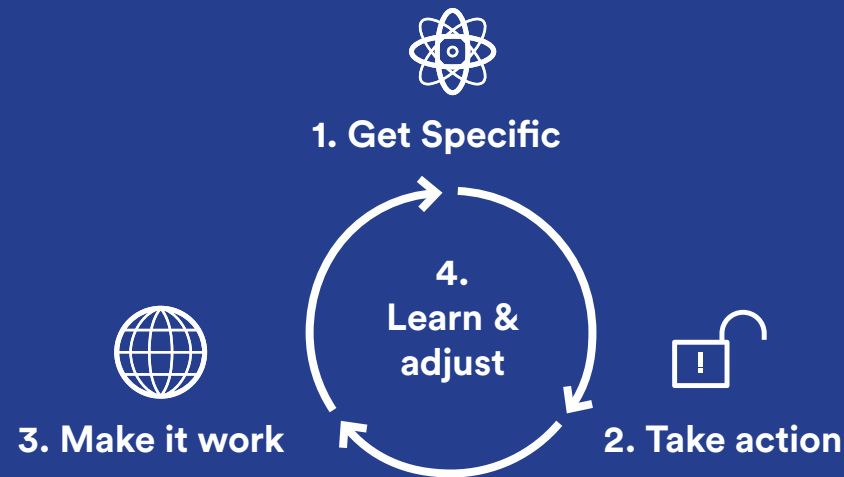 1. Get Specific
4.
Learn &
adjust
!
3. Make it work
2. Take action